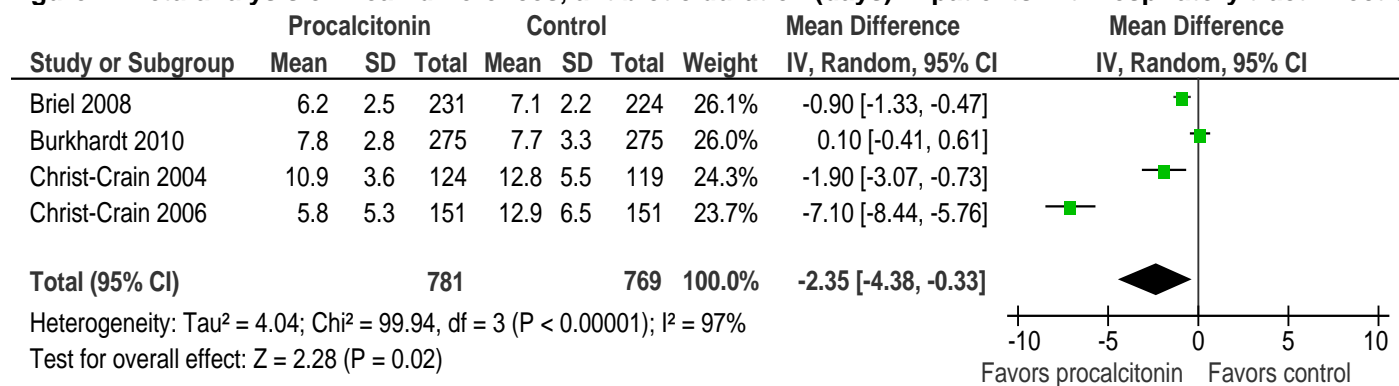 Procalcitonin Control Mean Difference Mean Difference
Study or Subgroup Mean SD Total Mean SD Total Weight IV, Random, 95% CI IV, Random, 95% CI
Briel 2008 6.2 2.5 231 7.1 2.2 224 26.1% -0.90 [-1.33, -0.47]
Burkhardt 2010 7.8 2.8 275 7.7 3.3 275 26.0% 0.10 [-0.41, 0.61]
Christ-Crain 2004 10.9 3.6 124 12.8 5.5 119 24.3% -1.90 [-3.07, -0.73]
Christ-Crain 2006 5.8 5.3 151 12.9 6.5 151 23.7% -7.10 [-8.44, -5.76]
Total (95% CI) 781 769 100.0% -2.35 [-4.38, -0.33]
Heterogeneity: Tau² = 4.04; Chi² = 99.94, df = 3 (P < 0.00001); I² = 97%
Test for overall effect: Z = 2.28 (P = 0.02)
-10 -5 0 5 10
Favors procalcitonin Favors control